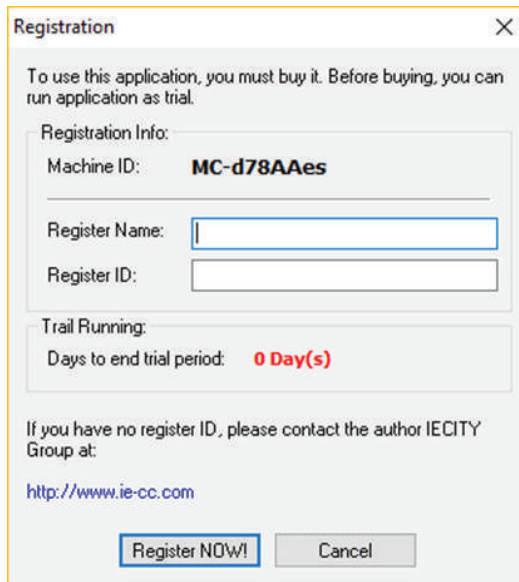 Registration
To use this application, you must buy it. Before buying, you can
run application as trial.
Registration Info:
Machine ID: MC-d78AAes
Register Name:
Register ID:
Trail Running:
Days to end trial period: 0 Day(s)
If you have no register ID, please contact the author IECITY
Group at:
http://www.ie-cc.com
Register NOW! Cancel